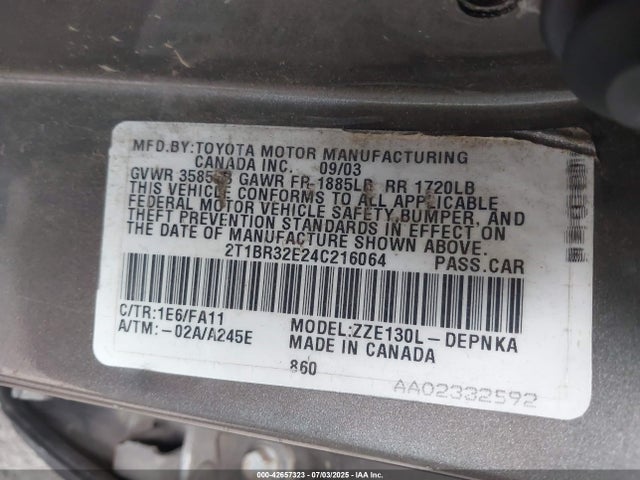 MFD.BY:TOYOTA MOTOR MANUFACTURING
CANADA INC. 09/03
GVWR 3585LB GAWR FR-1885LB RR 1720LB
THIS VEHICLE CONFORMS TO ALL APPLICABLE
FEDERAL MOTOR VEHICLE SAFETY, BUMPER, AND
THEFT PREVENTION STANDARDS IN EFFECT ON
THE DATE OF MANUFACTURE SHOWN ABOVE.
2T1BR32E24C216064 PASS.CAR
C/TR:1E6/FA11 MODEL:ZZE130L-DEPNKA
A/TM:-02A/A245E MADE IN CANADA
860
AA02332592
000-42657323 - 07/03/2025 - IAA Inc.